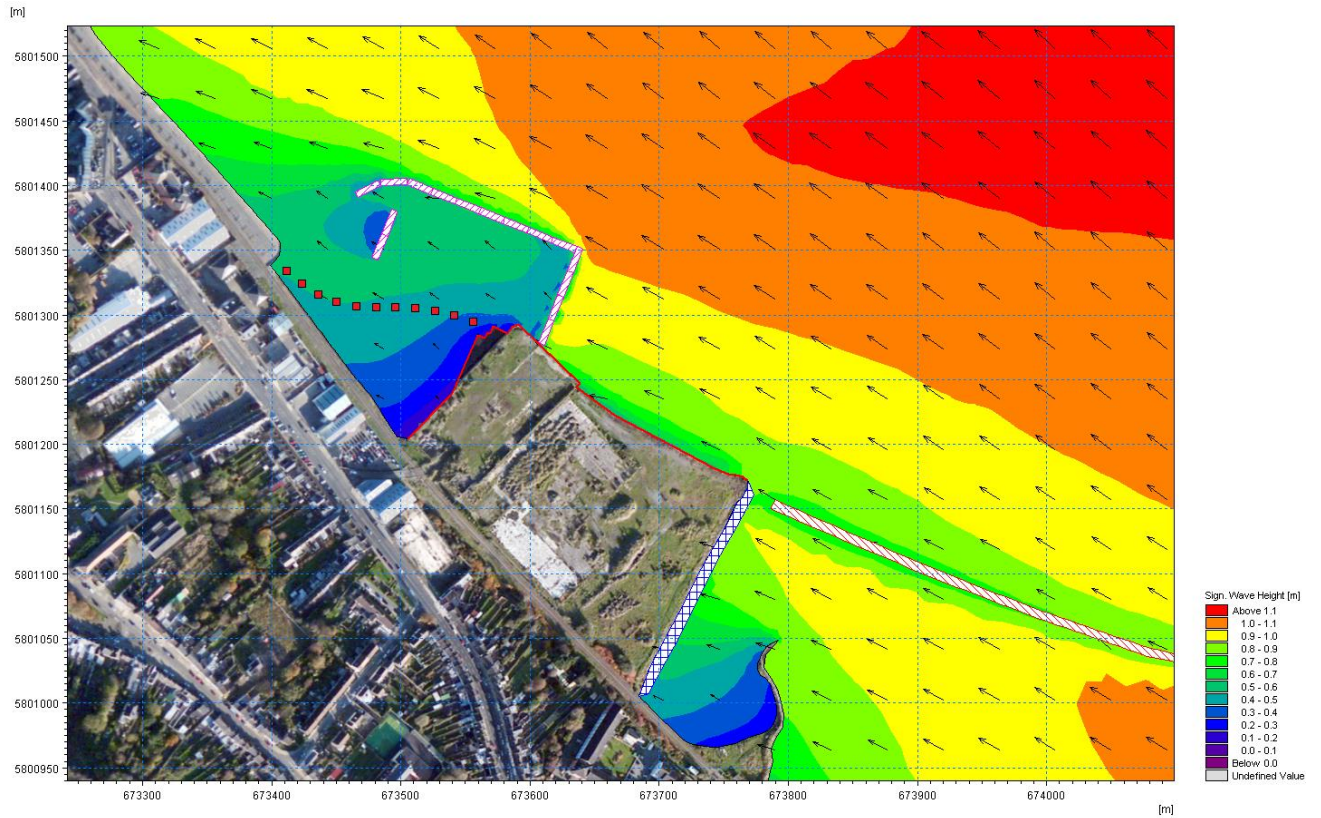 [m]
5801500
5801450
5801400
5801350
5801300
5801250
5801200
5801150
5801100
5801050
5801000
5800950
673300 673400 673500 673600 673700 673800 673900 674000
[m]
Sign. Wave Height [m]
Above 1.1
1.0 - 1.1
0.9 - 1.0
0.8 - 0.9
0.7 - 0.8
0.6 - 0.7
0.5 - 0.6
0.4 - 0.5
0.3 - 0.4
0.2 - 0.3
0.1 - 0.2
0.0 - 0.1
Below 0.0
Undefined Value